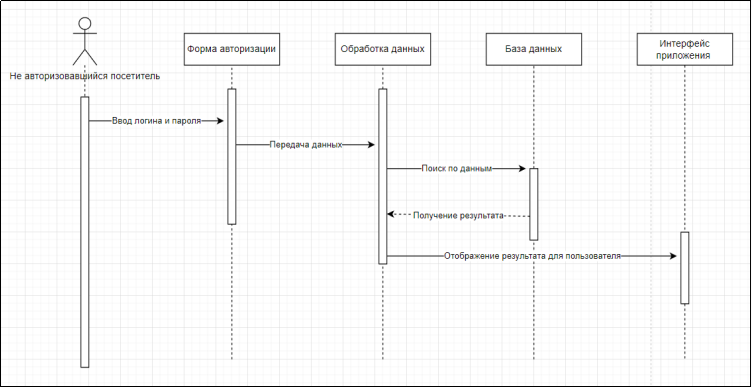 Форма авторизации
Обработка данных
База данных
Интерфейс
приложения
Не авторизовавшийся посетитель
Ввод логина и пароля
Передача данных
Поиск по данным
Получение результата
Отображение результата для пользователя